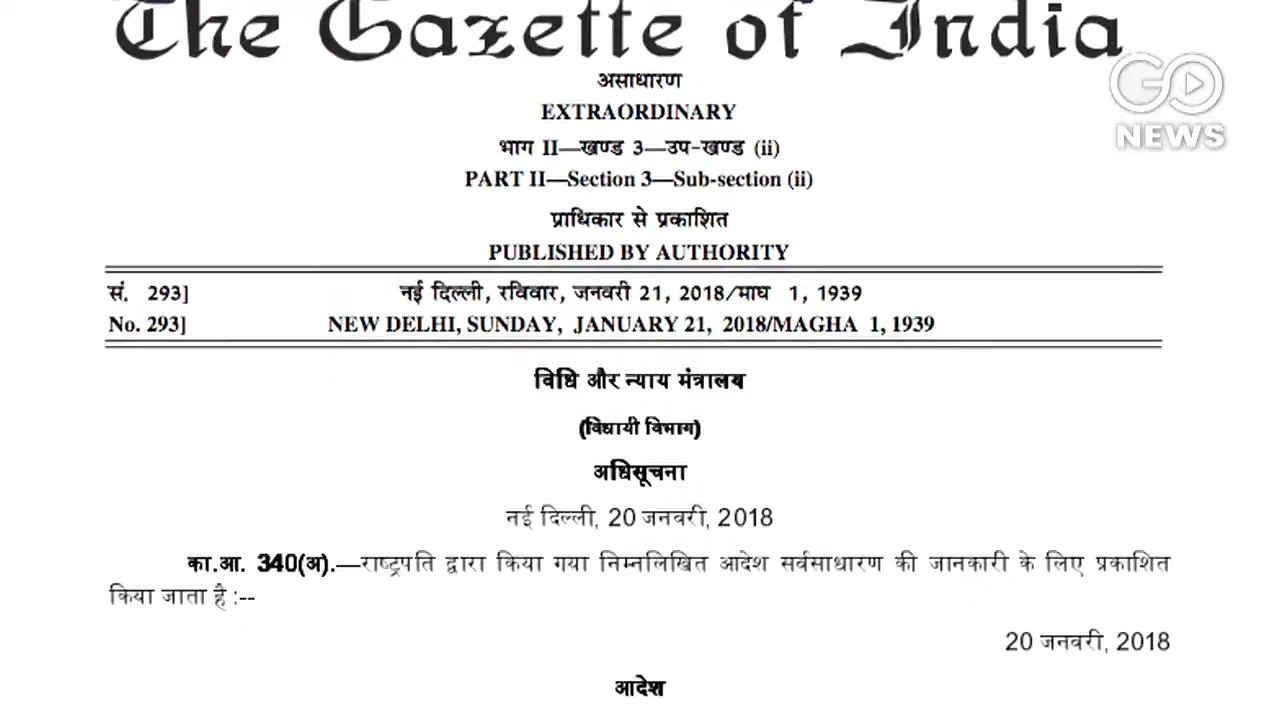 The Gazette of India
GO
NEWS
असाधारण
EXTRAORDINARY
भाग II—खण्ड 3—उप-खण्ड (ii)
PART II—Section 3—Sub-section (ii)
प्राधिकार से प्रकाशित
PUBLISHED BY AUTHORITY
सं. 293] नई दिल्ली, रविवार, जनवरी 21, 2018/माघ 1, 1939
No. 293] NEW DELHI, SUNDAY, JANUARY 21, 2018/MAGHA 1, 1939
विधि और न्याय मंत्रालय
(विधायी विभाग)
अधिसूचना
नई दिल्ली, 20 जनवरी, 2018
का.आ. 340(अ).—राष्ट्रपति द्वारा किया गया निम्नलिखित आदेश सर्वसाधारण की जानकारी के लिए प्रकाशित
किया जाता है :--
20 जनवरी, 2018
आदेश